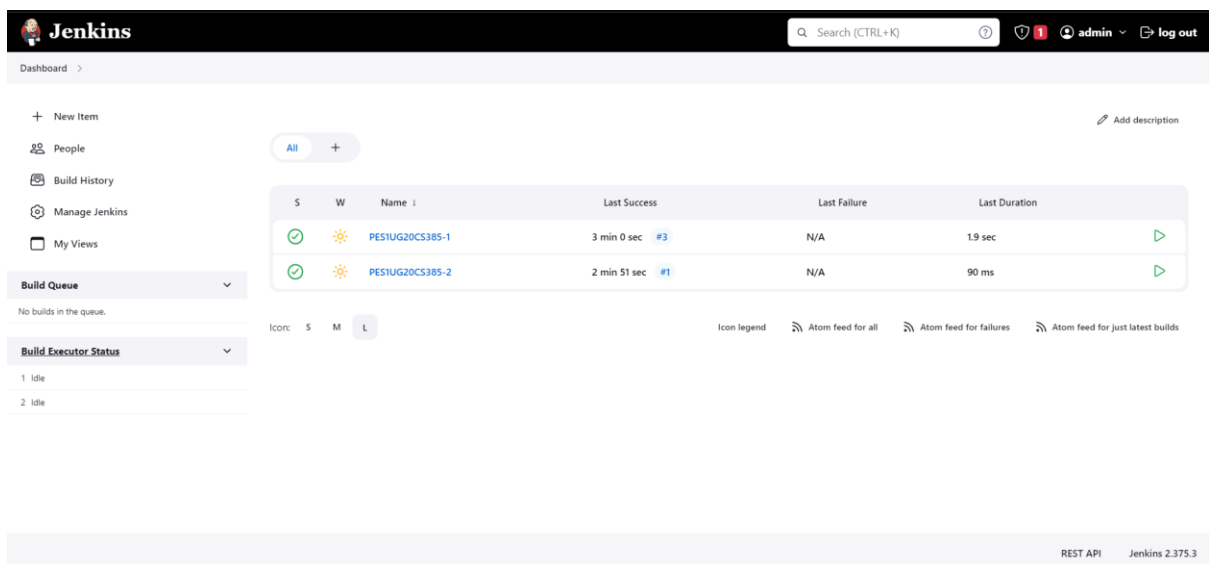 Jenkins
Search (CTRL+K)
1
admin
log out
Dashboard
New Item
People
Build History
Manage Jenkins
My Views
Build Queue
No builds in the queue.
Build Executor Status
1 Idle
2 Idle
Add description
All +
S W Name ↓ Last Success Last Failure Last Duration
PES1UG20CS385-1 3 min 0 sec #3 N/A 1.9 sec
PES1UG20CS385-2 2 min 51 sec #1 N/A 90 ms
Icon: S M L
Icon legend
Atom feed for all
Atom feed for failures
Atom feed for just latest builds
REST API
Jenkins 2.375.3